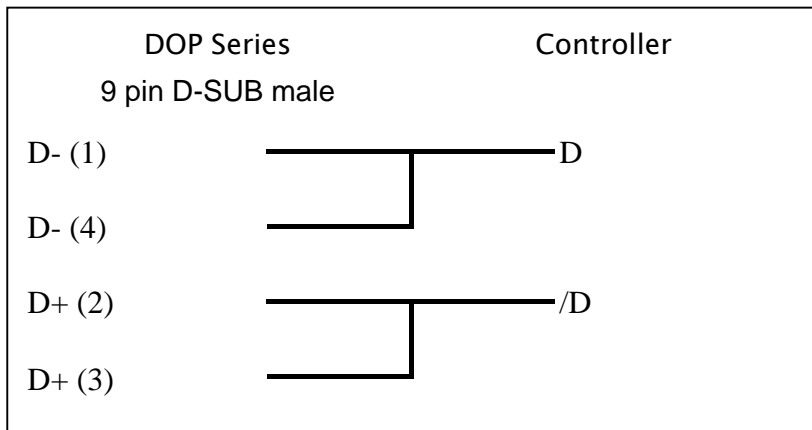 DOP Series Controller
9 pin D-SUB male
D- (1) D
D- (4)
D+ (2) /D
D+ (3)